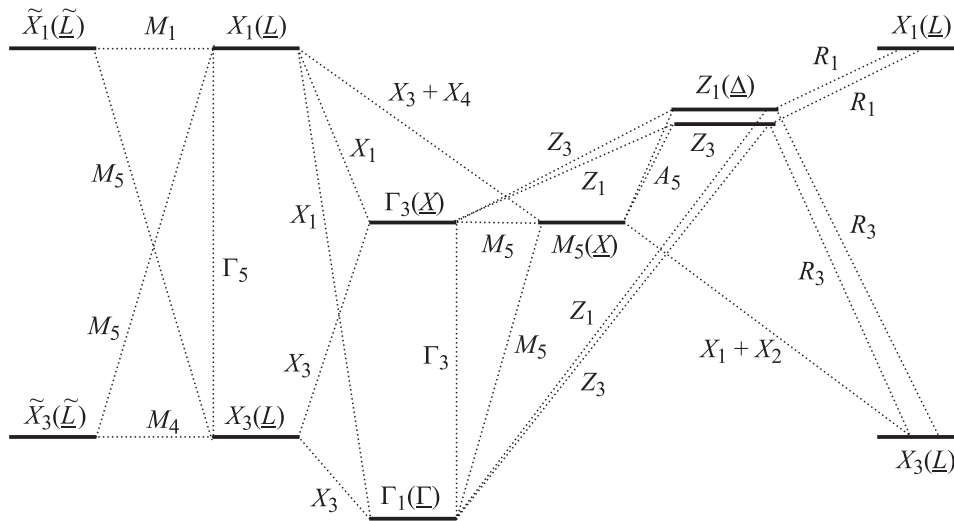 X̃₁(L̲̃) M₁ X₁(L̲) X₁(L̲)
R₁
Z₁(Δ̲)
X₃ + X₄ R₁
Z₃ Z₃
X₁
M₅ Z₁ A₅
Γ₃(X̲)
X₁ R₃
M₅ M₅(X̲)
Γ₅ R₃
Z₁
M₅ Γ₃ M₅ X₁ + X₂
X₃ Z₃
X̃₃(L̲̃) M₄ X₃(L̲)
X₃(L̲)
X₃ Γ₁(Γ̲)